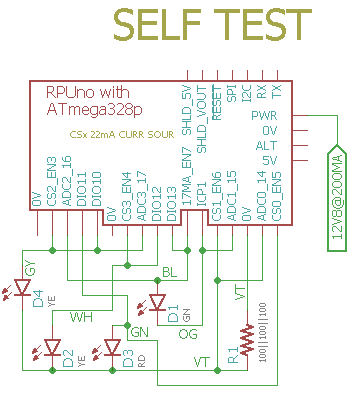 SELF TEST
RPUno with
ATmega328p
CSx 22mA CURR SOUR
SHLD_5V
SHLD_VOUT
RESET
SPI
I2C
RX
TX
PWR
0V
ALT
5V
12V8@200MA
0V
CS2_EN3
ADC2_16
DIO11
DIO10
0V
CS3_EN4
ADC3_17
DIO12
DIO13
17MA_EN7
ICP1
CS1_EN6
ADC1_15
0V
ADC0_14
CS0_EN5
GY
BL
D4
YE
WH
D1
GN
OG
GN
VT
D2
YE
D3
RD
VT
R1
100||100||100